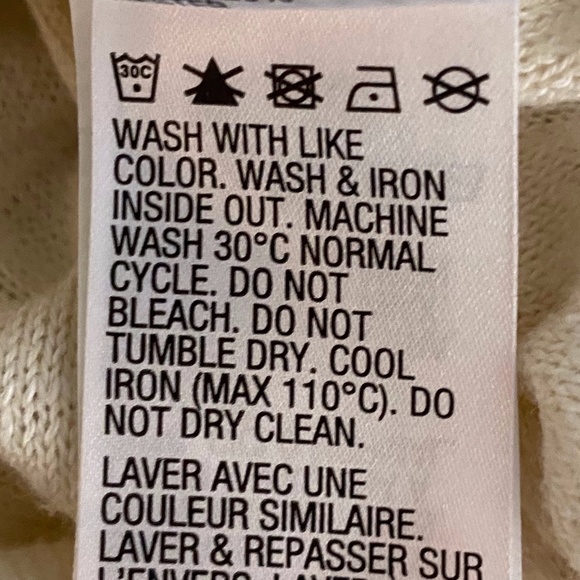 30C
WASH WITH LIKE
COLOR. WASH & IRON
INSIDE OUT. MACHINE
WASH 30°C NORMAL
CYCLE. DO NOT
BLEACH. DO NOT
TUMBLE DRY. COOL
IRON (MAX 110°C). DO
NOT DRY CLEAN.
LAVER AVEC UNE
COULEUR SIMILAIRE.
LAVER & REPASSER SUR
L'ENVERS.